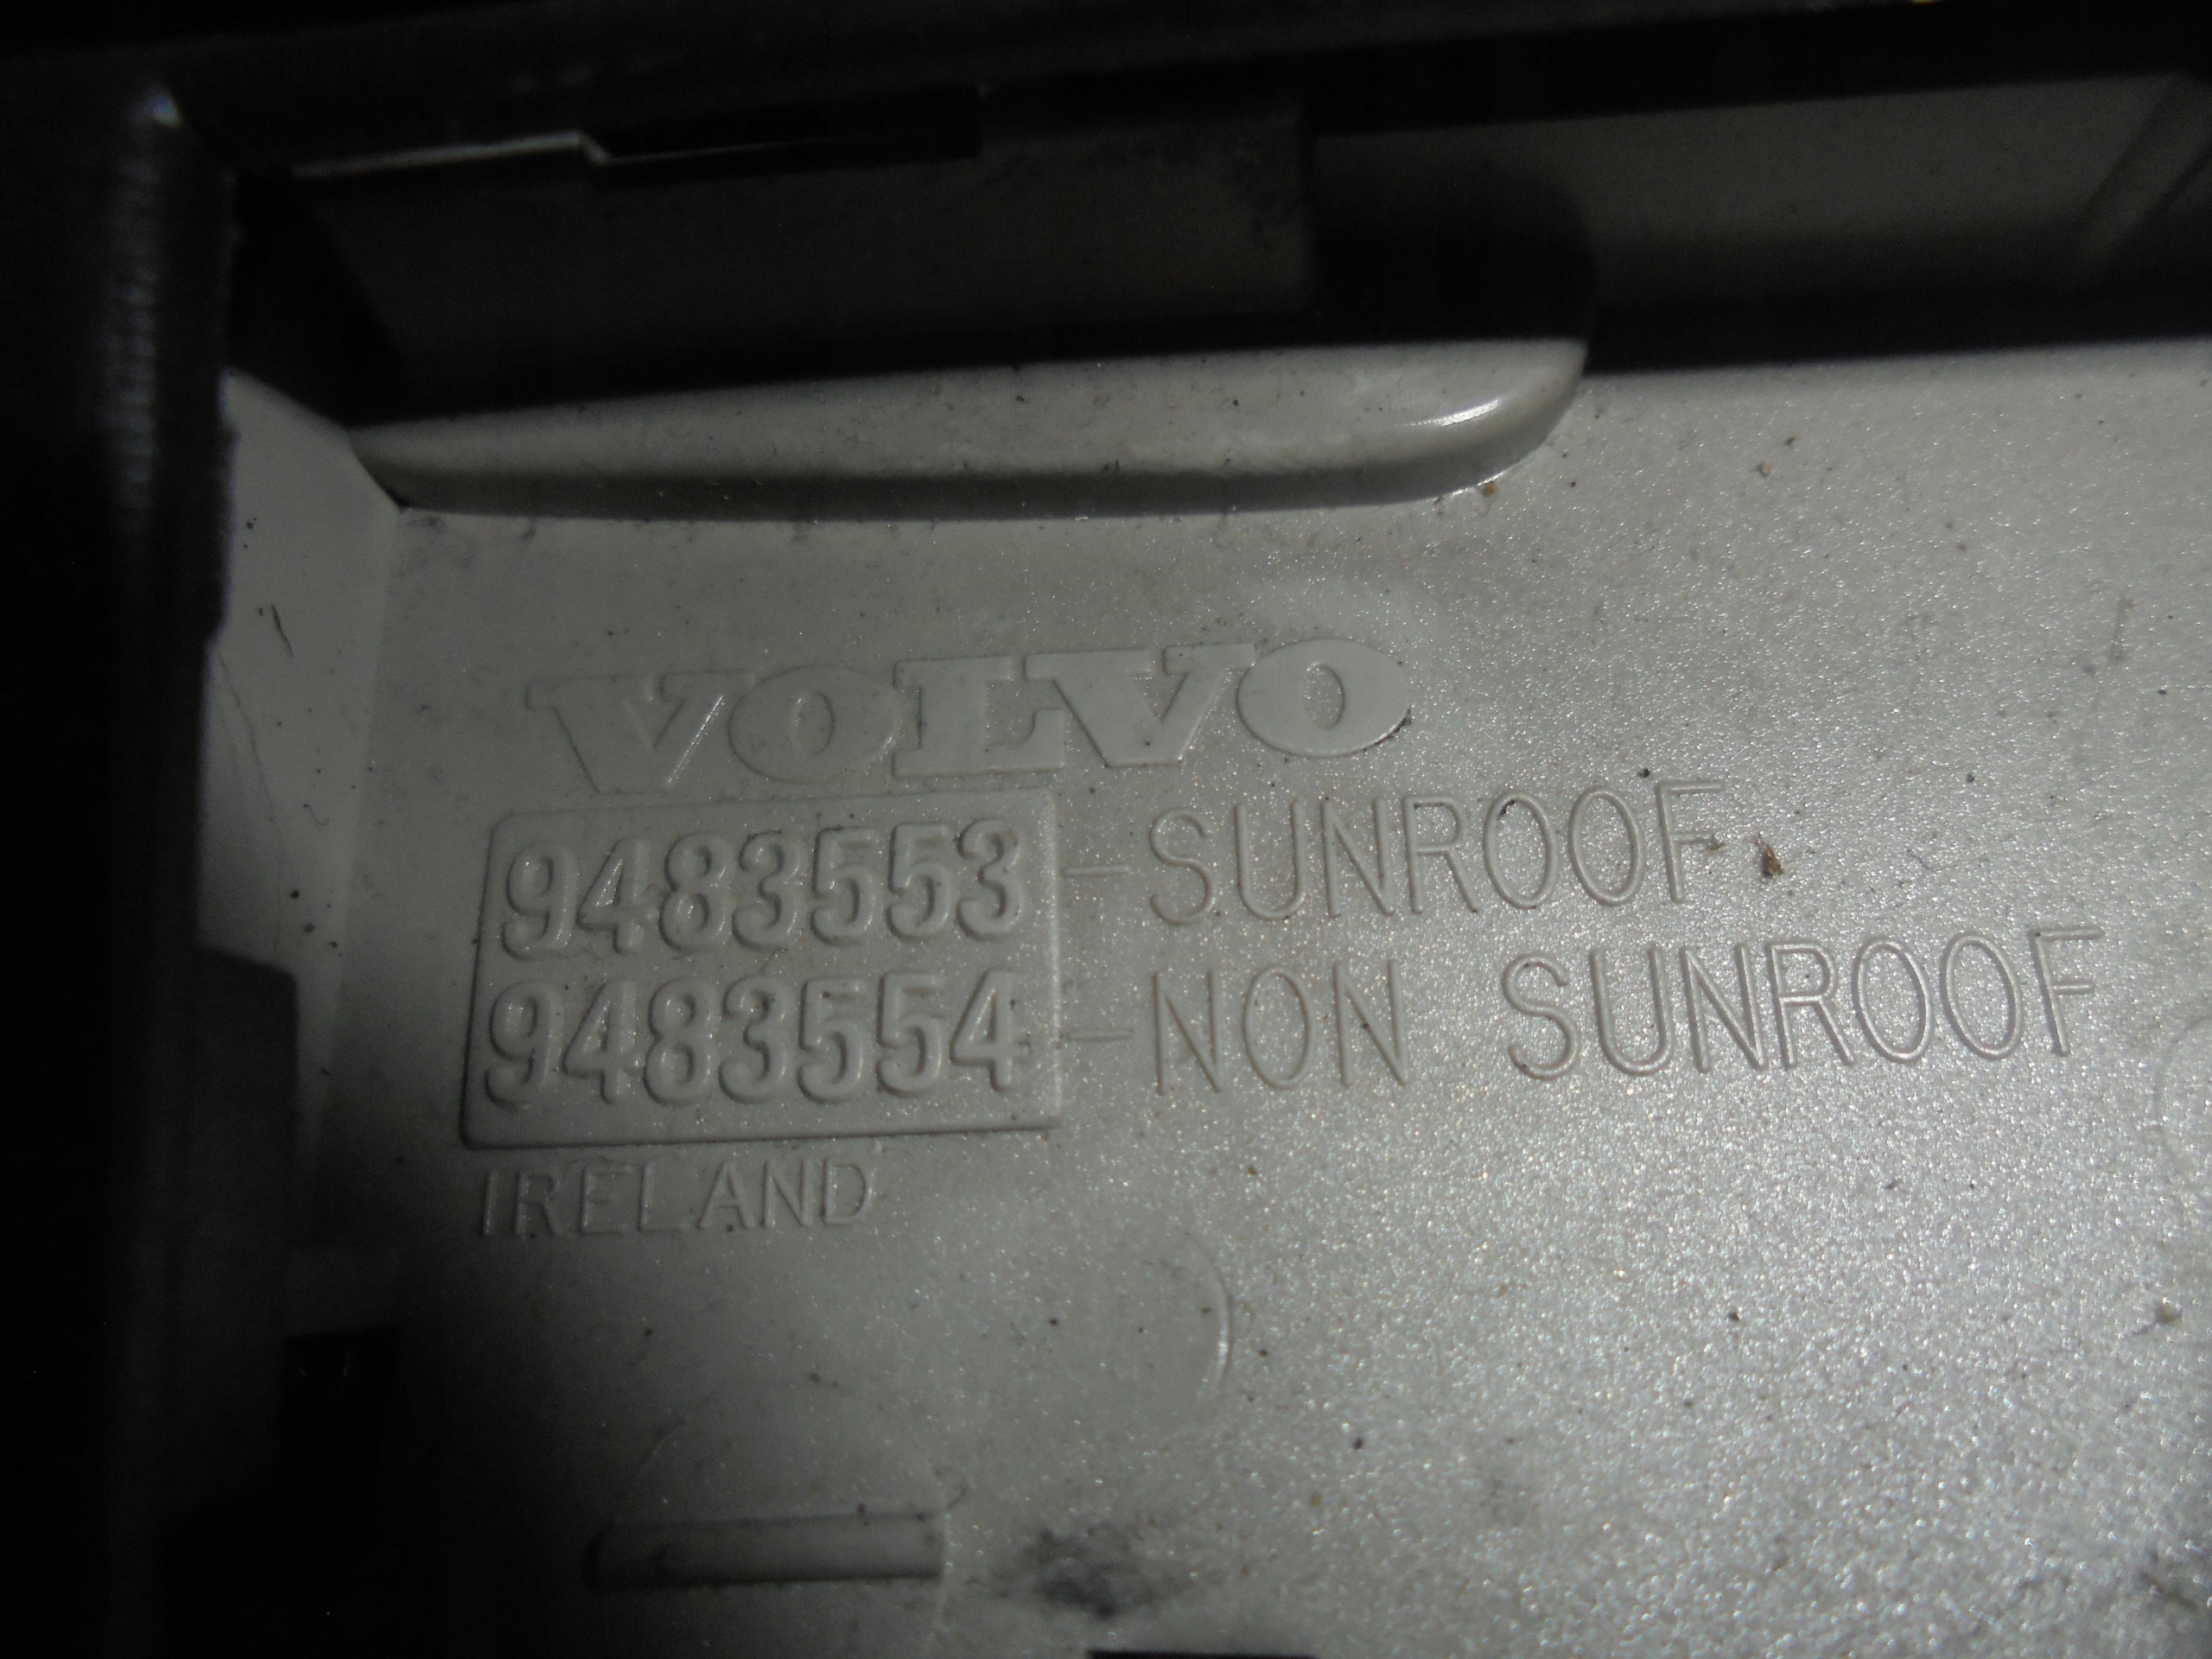 VOLVO
9483553-SUNROOF
9483554-NON SUNROOF
IRELAND